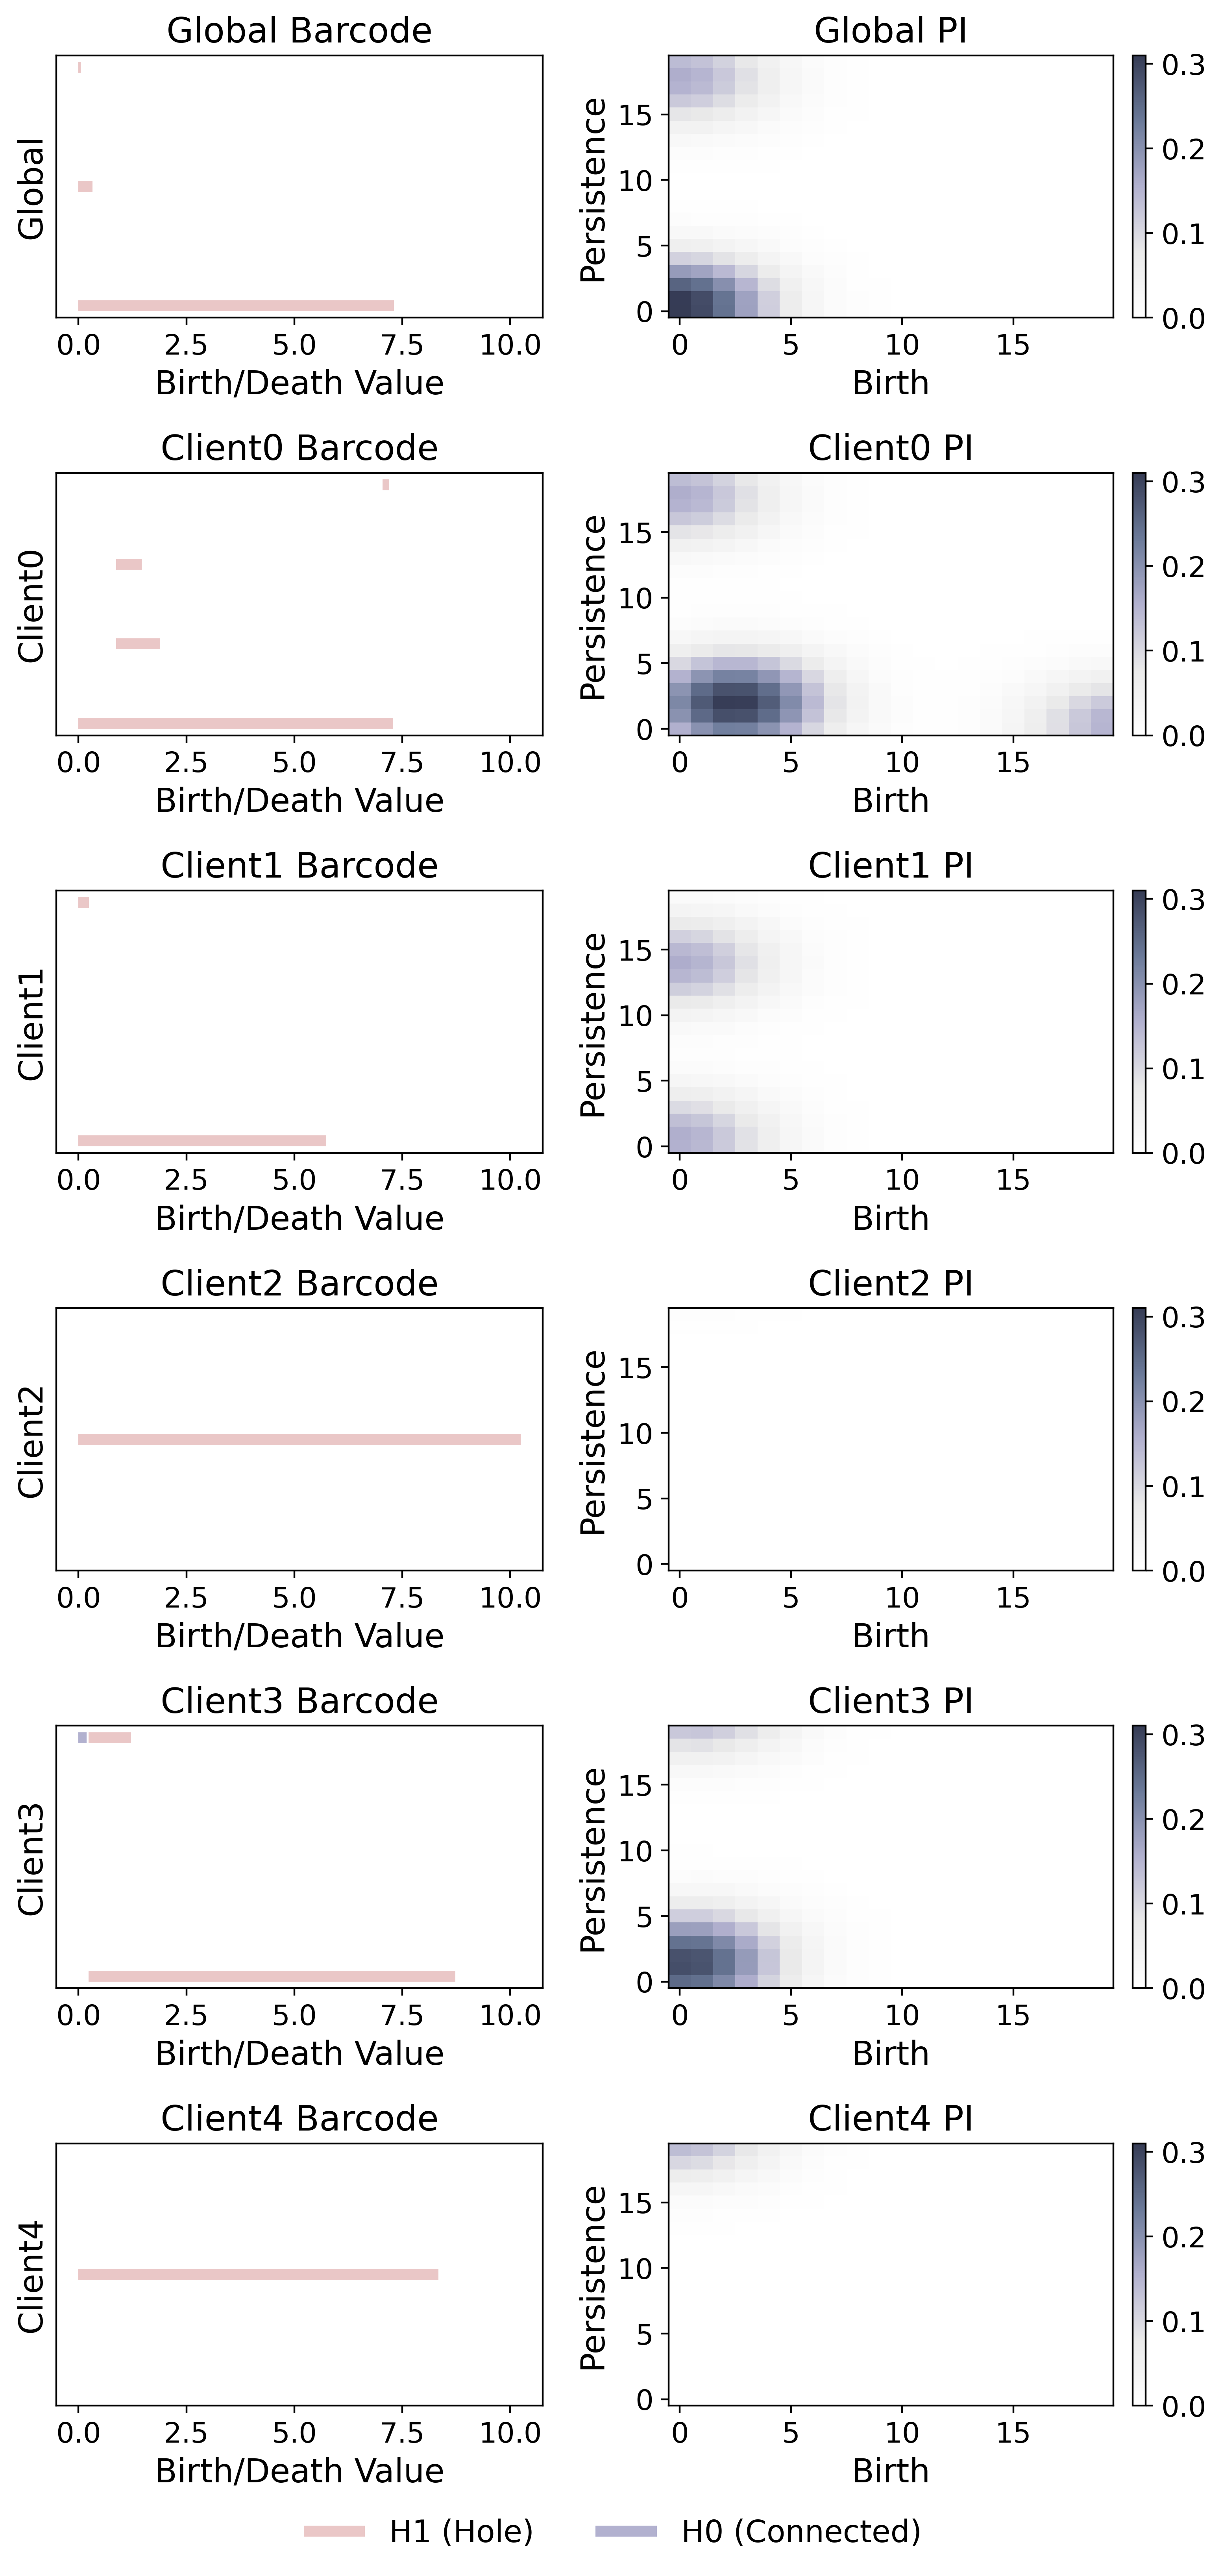 Global Barcode
Global
0.0 2.5 5.0 7.5 10.0
Birth/Death Value
Global PI
Persistence
15
10
5
0
0 5 10 15
Birth
0.3
0.2
0.1
0.0
Client0 Barcode
Client0
0.0 2.5 5.0 7.5 10.0
Birth/Death Value
Client0 PI
Persistence
15
10
5
0
0 5 10 15
Birth
0.3
0.2
0.1
0.0
Client1 Barcode
Client1
0.0 2.5 5.0 7.5 10.0
Birth/Death Value
Client1 PI
Persistence
15
10
5
0
0 5 10 15
Birth
0.3
0.2
0.1
0.0
Client2 Barcode
Client2
0.0 2.5 5.0 7.5 10.0
Birth/Death Value
Client2 PI
Persistence
15
10
5
0
0 5 10 15
Birth
0.3
0.2
0.1
0.0
Client3 Barcode
Client3
0.0 2.5 5.0 7.5 10.0
Birth/Death Value
Client3 PI
Persistence
15
10
5
0
0 5 10 15
Birth
0.3
0.2
0.1
0.0
Client4 Barcode
Client4
0.0 2.5 5.0 7.5 10.0
Birth/Death Value
Client4 PI
Persistence
15
10
5
0
0 5 10 15
Birth
0.3
0.2
0.1
0.0
H1 (Hole) H0 (Connected)